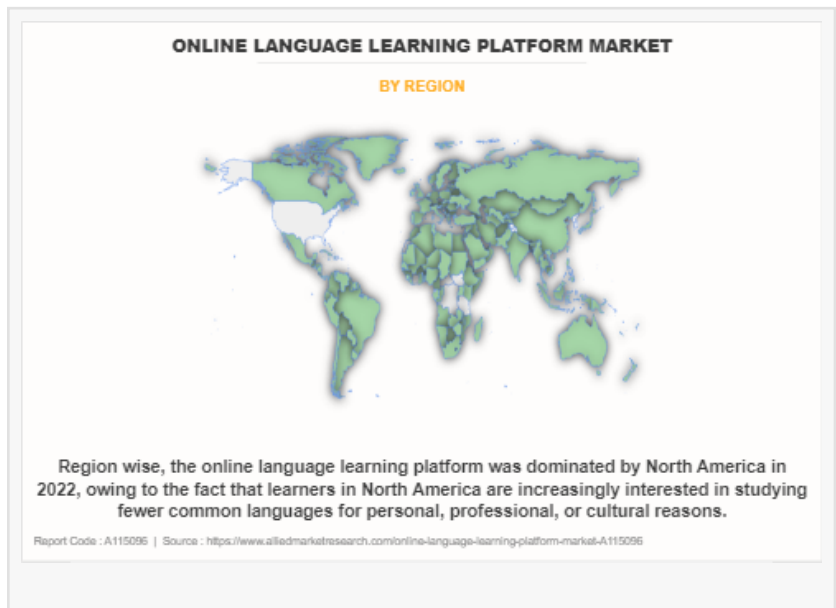 ONLINE LANGUAGE LEARNING PLATFORM MARKET
BY REGION
Region wise, the online language learning platform was dominated by North America in
2022, owing to the fact that learners in North America are increasingly interested in studying
fewer common languages for personal, professional, or cultural reasons.
Report Code : A115096 | Source : https://www.alliedmarketresearch.com/online-language-learning-platform-market-A115096